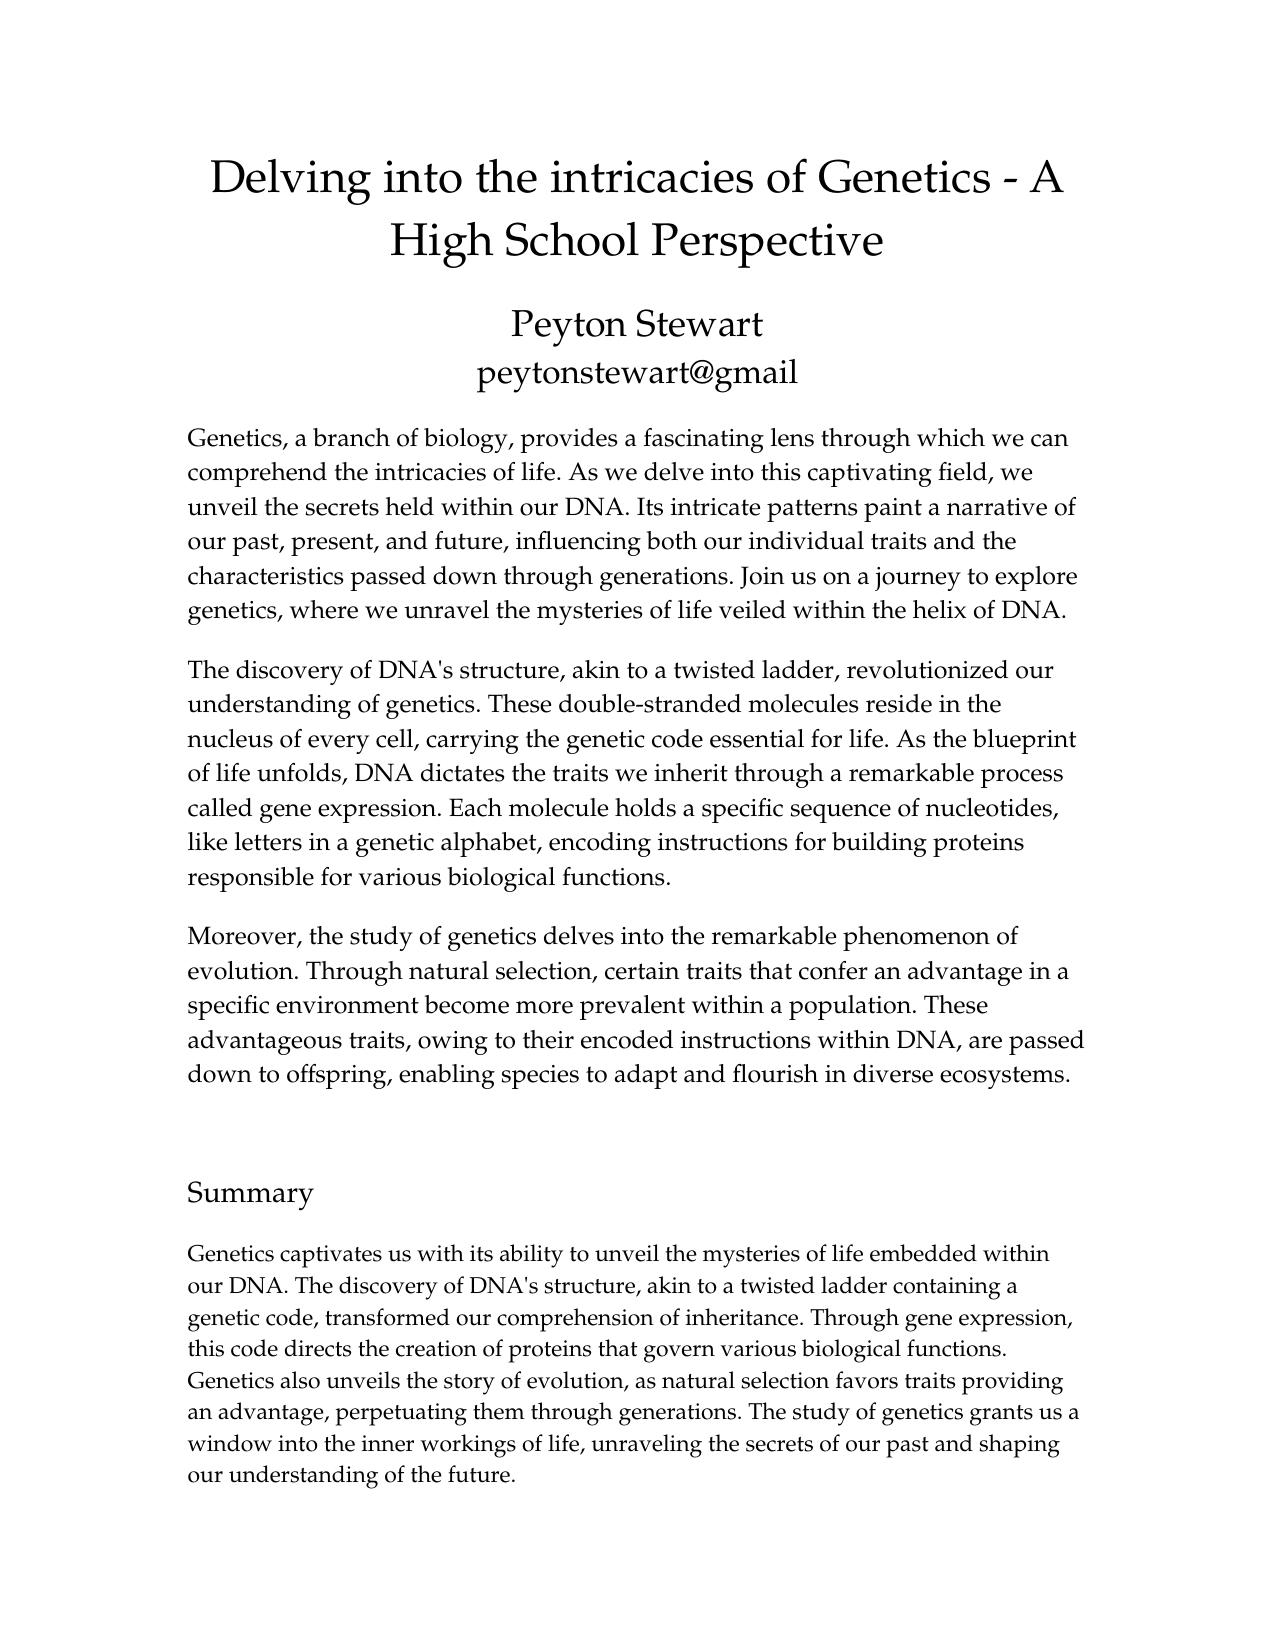 Delving into the intricacies of Genetics - A
High School Perspective
Peyton Stewart
peytonstewart@gmail
Genetics, a branch of biology, provides a fascinating lens through which we can
comprehend the intricacies of life. As we delve into this captivating field, we
unveil the secrets held within our DNA. Its intricate patterns paint a narrative of
our past, present, and future, influencing both our individual traits and the
characteristics passed down through generations. Join us on a journey to explore
genetics, where we unravel the mysteries of life veiled within the helix of DNA.
The discovery of DNA's structure, akin to a twisted ladder, revolutionized our
understanding of genetics. These double-stranded molecules reside in the
nucleus of every cell, carrying the genetic code essential for life. As the blueprint
of life unfolds, DNA dictates the traits we inherit through a remarkable process
called gene expression. Each molecule holds a specific sequence of nucleotides,
like letters in a genetic alphabet, encoding instructions for building proteins
responsible for various biological functions.
Moreover, the study of genetics delves into the remarkable phenomenon of
evolution. Through natural selection, certain traits that confer an advantage in a
specific environment become more prevalent within a population. These
advantageous traits, owing to their encoded instructions within DNA, are passed
down to offspring, enabling species to adapt and flourish in diverse ecosystems.
Summary
Genetics captivates us with its ability to unveil the mysteries of life embedded within
our DNA. The discovery of DNA's structure, akin to a twisted ladder containing a
genetic code, transformed our comprehension of inheritance. Through gene expression,
this code directs the creation of proteins that govern various biological functions.
Genetics also unveils the story of evolution, as natural selection favors traits providing
an advantage, perpetuating them through generations. The study of genetics grants us a
window into the inner workings of life, unraveling the secrets of our past and shaping
our understanding of the future.